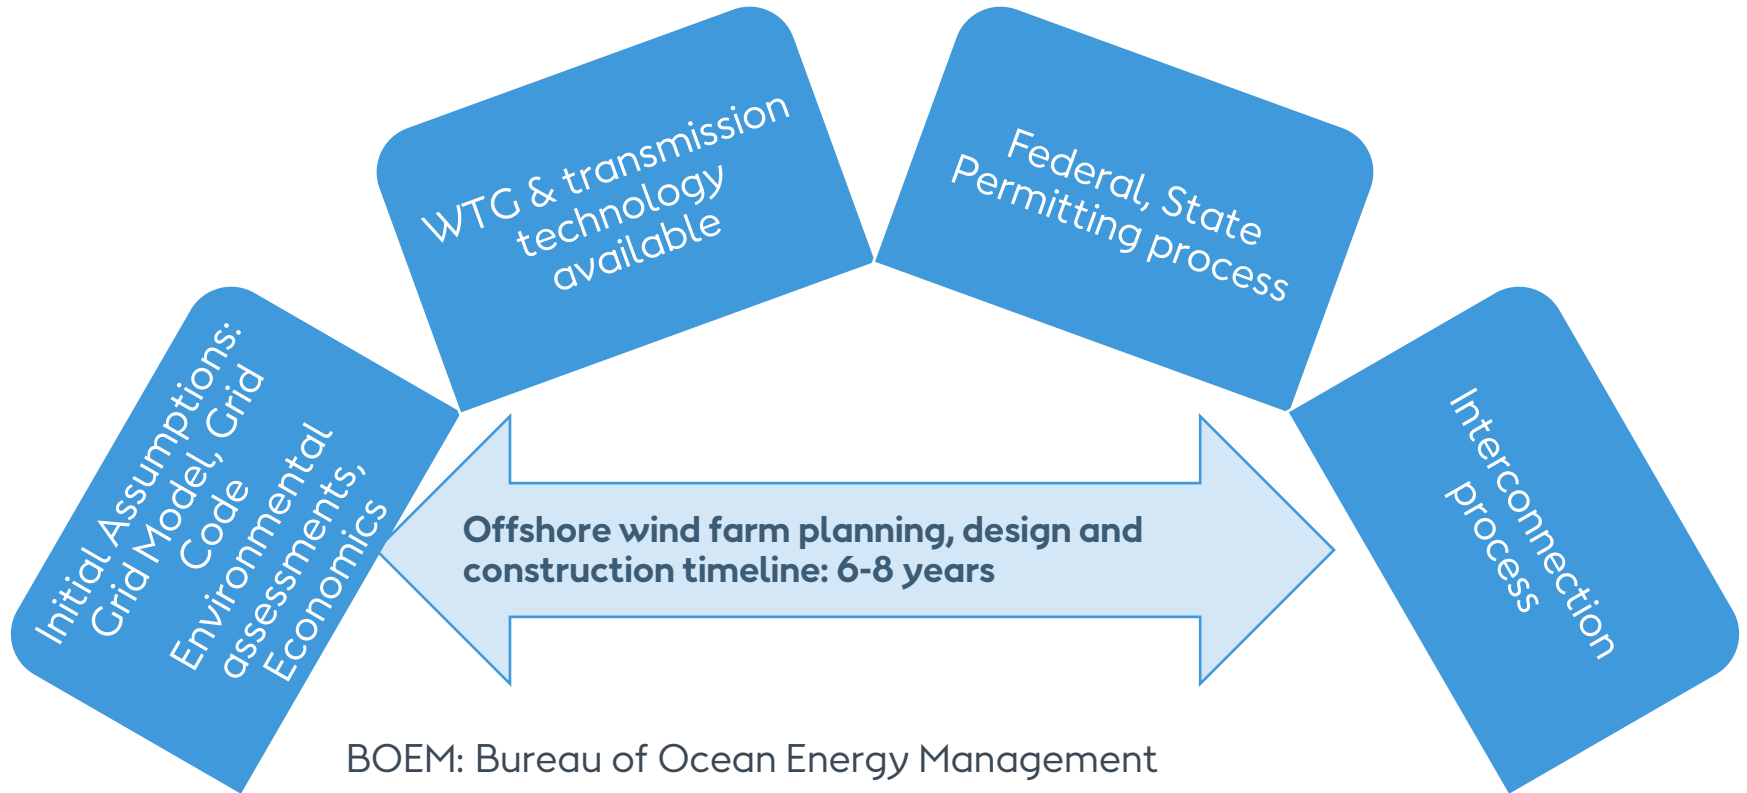 Initial Assumptions:
Grid Model, Grid
Code
Environmental
assessments,
Economics
WTG & transmission
technology
available
Federal, State
Permitting process
Interconnection
process
Offshore wind farm planning, design and
construction timeline: 6-8 years
BOEM: Bureau of Ocean Energy Management